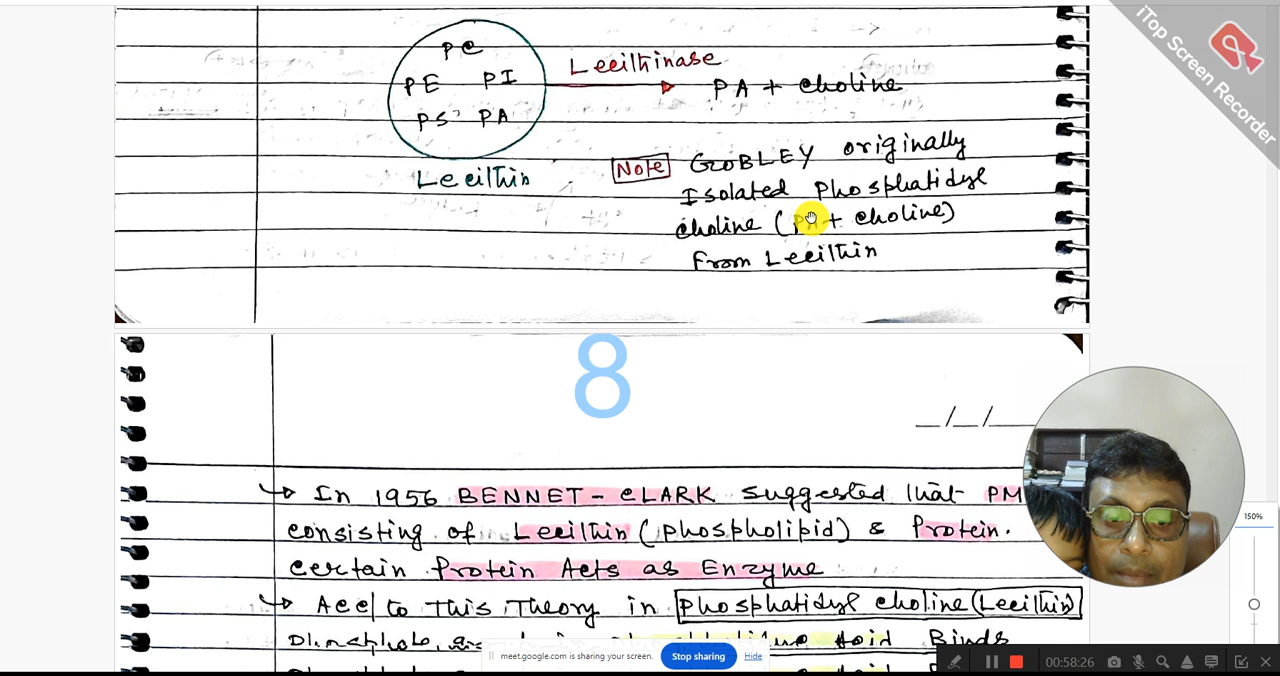 PC
PE PI
PS PA
Lecithin
Lecithinase
PA + choline
Note GOBLEY originally
Isolated Phosphatidyl
choline (PA + choline)
From Lecithin
8
_/_/_
→ In 1956 BENNET-CLARK suggested that PM
consisting of Lecithin (phospholipid) & Protein.
certain Protein Acts as Enzyme
→ Acc/ to This Theory in Phosphatidyl choline (Lecithin)
Acid Binds
iTop Screen Recorder
150%
meet.google.com is sharing your screen. Stop sharing Hide
00:58:26